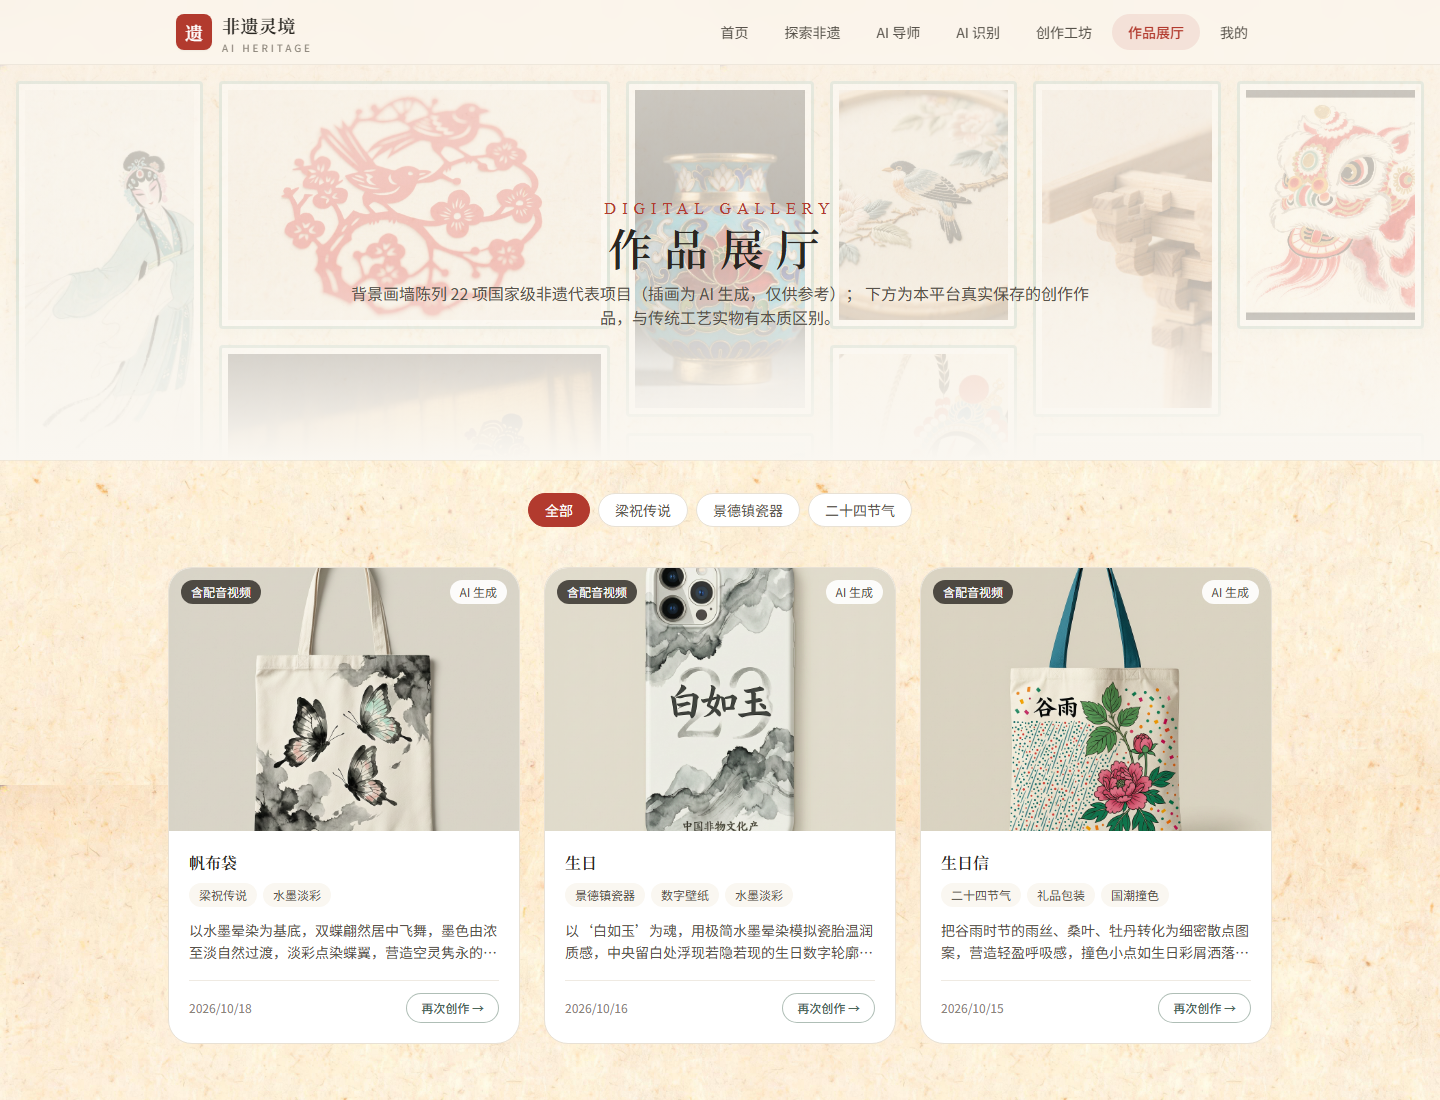 遗
非遗灵境
AI HERITAGE
首页
探索非遗
AI 导师
AI 识别
创作工坊
作品展厅
我的
DIGITAL GALLERY
作品展厅
背景画墙陈列 22 项国家级非遗代表项目（插画为 AI 生成，仅供参考）； 下方为本平台真实保存的创作作
品，与传统工艺实物有本质区别。
全部
梁祝传说
景德镇瓷器
二十四节气
含配音视频
AI 生成
帆布袋
梁祝传说
水墨淡彩
以水墨晕染为基底，双蝶翩然居中飞舞，墨色由浓
至淡自然过渡，淡彩点染蝶翼，营造空灵隽永的…
2026/10/18
再次创作 →
含配音视频
AI 生成
23
白如玉
中国非物文化产
生日
景德镇瓷器
数字壁纸
水墨淡彩
以‘白如玉’为魂，用极简水墨晕染模拟瓷胎温润
质感，中央留白处浮现若隐若现的生日数字轮廓…
2026/10/16
再次创作 →
含配音视频
AI 生成
谷雨
生日信
二十四节气
礼品包装
国潮撞色
把谷雨时节的雨丝、桑叶、牡丹转化为细密散点图
案，营造轻盈呼吸感，撞色小点如生日彩屑洒落…
2026/10/15
再次创作 →